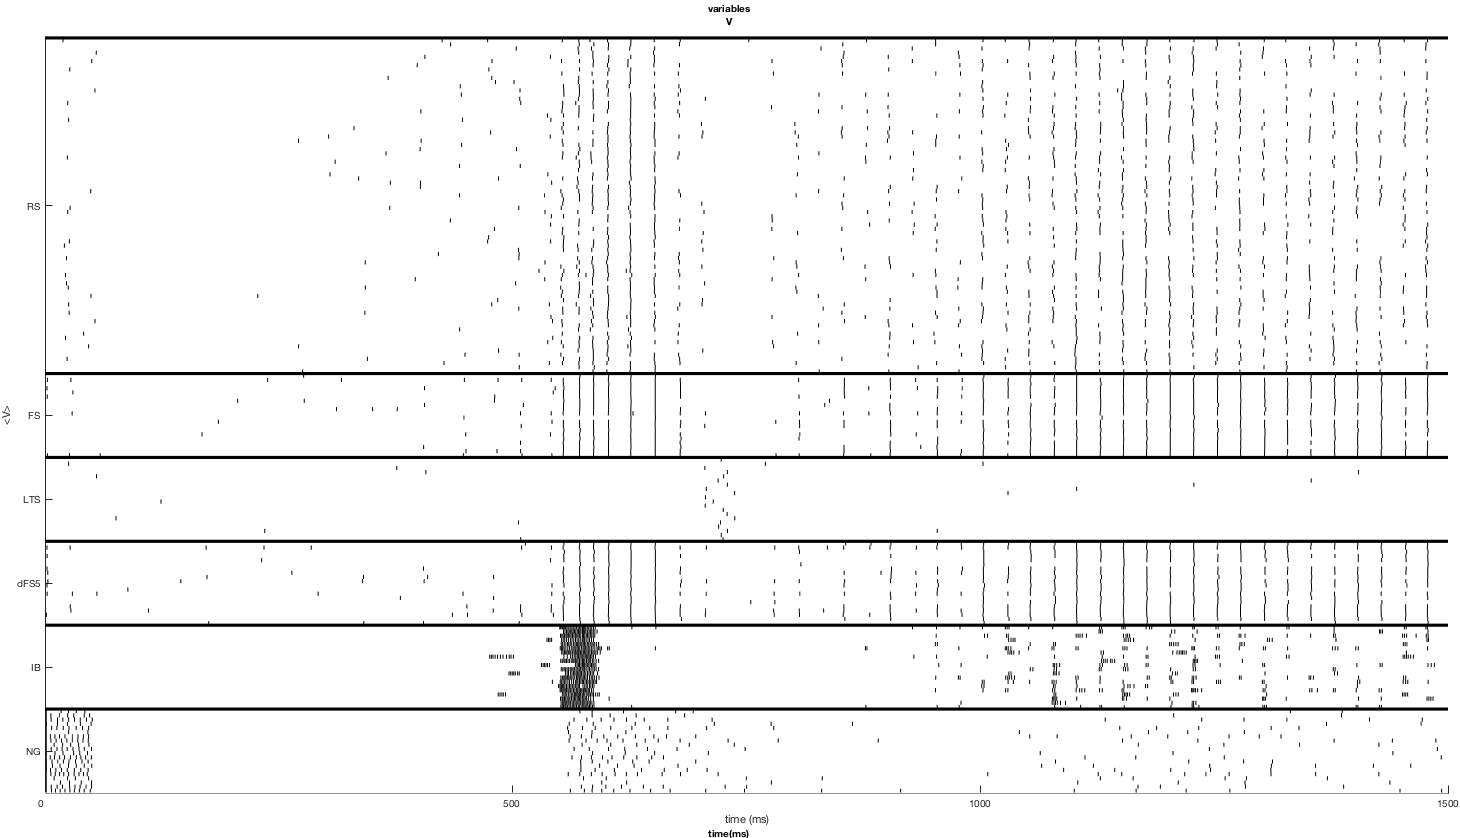 variables
V
RS
FS
<V>
LTS
dFS5
IB
NG
0 500 1000 1500
time (ms)
time(ms)